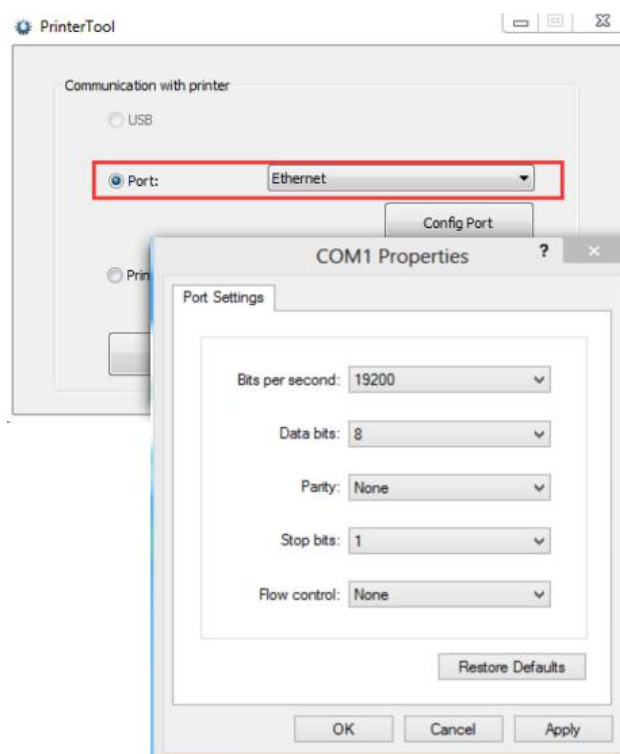 PrinterTool
Communication with printer
USB
Port: Ethernet
Config Port
Prin
COM1 Properties ?
Port Settings
Bits per second: 19200
Data bits: 8
Parity: None
Stop bits: 1
Flow control: None
Restore Defaults
OK Cancel Apply